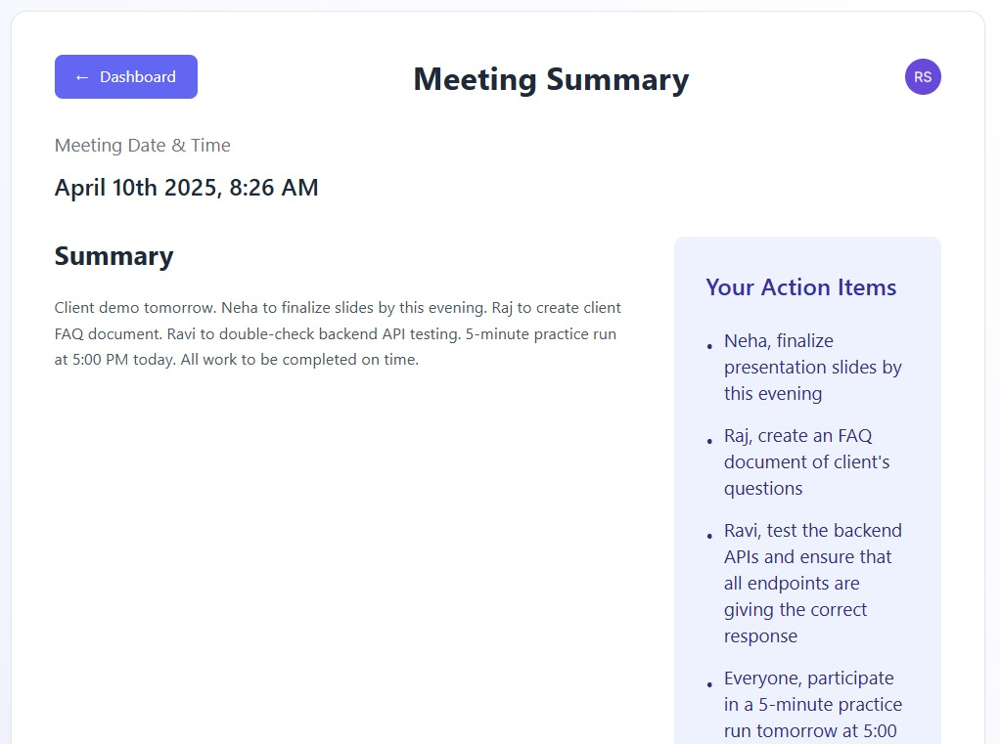 ← Dashboard
Meeting Summary
RS
Meeting Date & Time
April 10th 2025, 8:26 AM
Summary
Client demo tomorrow. Neha to finalize slides by this evening. Raj to create client
FAQ document. Ravi to double-check backend API testing. 5-minute practice run
at 5:00 PM today. All work to be completed on time.
Your Action Items
• Neha, finalize
presentation slides by
this evening
• Raj, create an FAQ
document of client's
questions
• Ravi, test the backend
APIs and ensure that
all endpoints are
giving the correct
response
• Everyone, participate
in a 5-minute practice
run tomorrow at 5:00